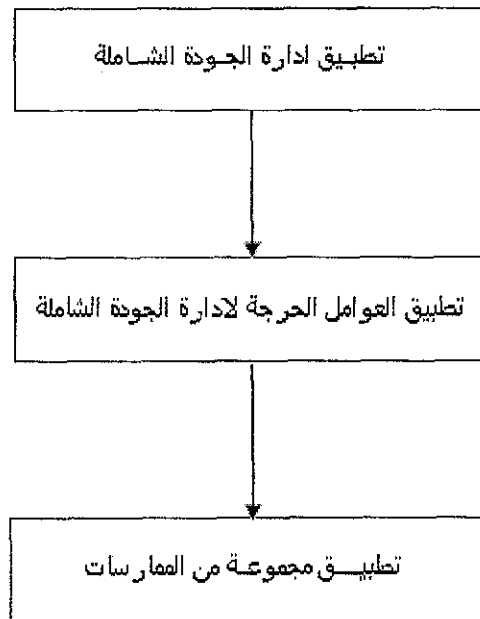 تطبيق ادارة الجودة الشاملة
تطبيق العوامل الحرجة لادارة الجودة الشاملة
تطبيق مجموعة من الممارسات